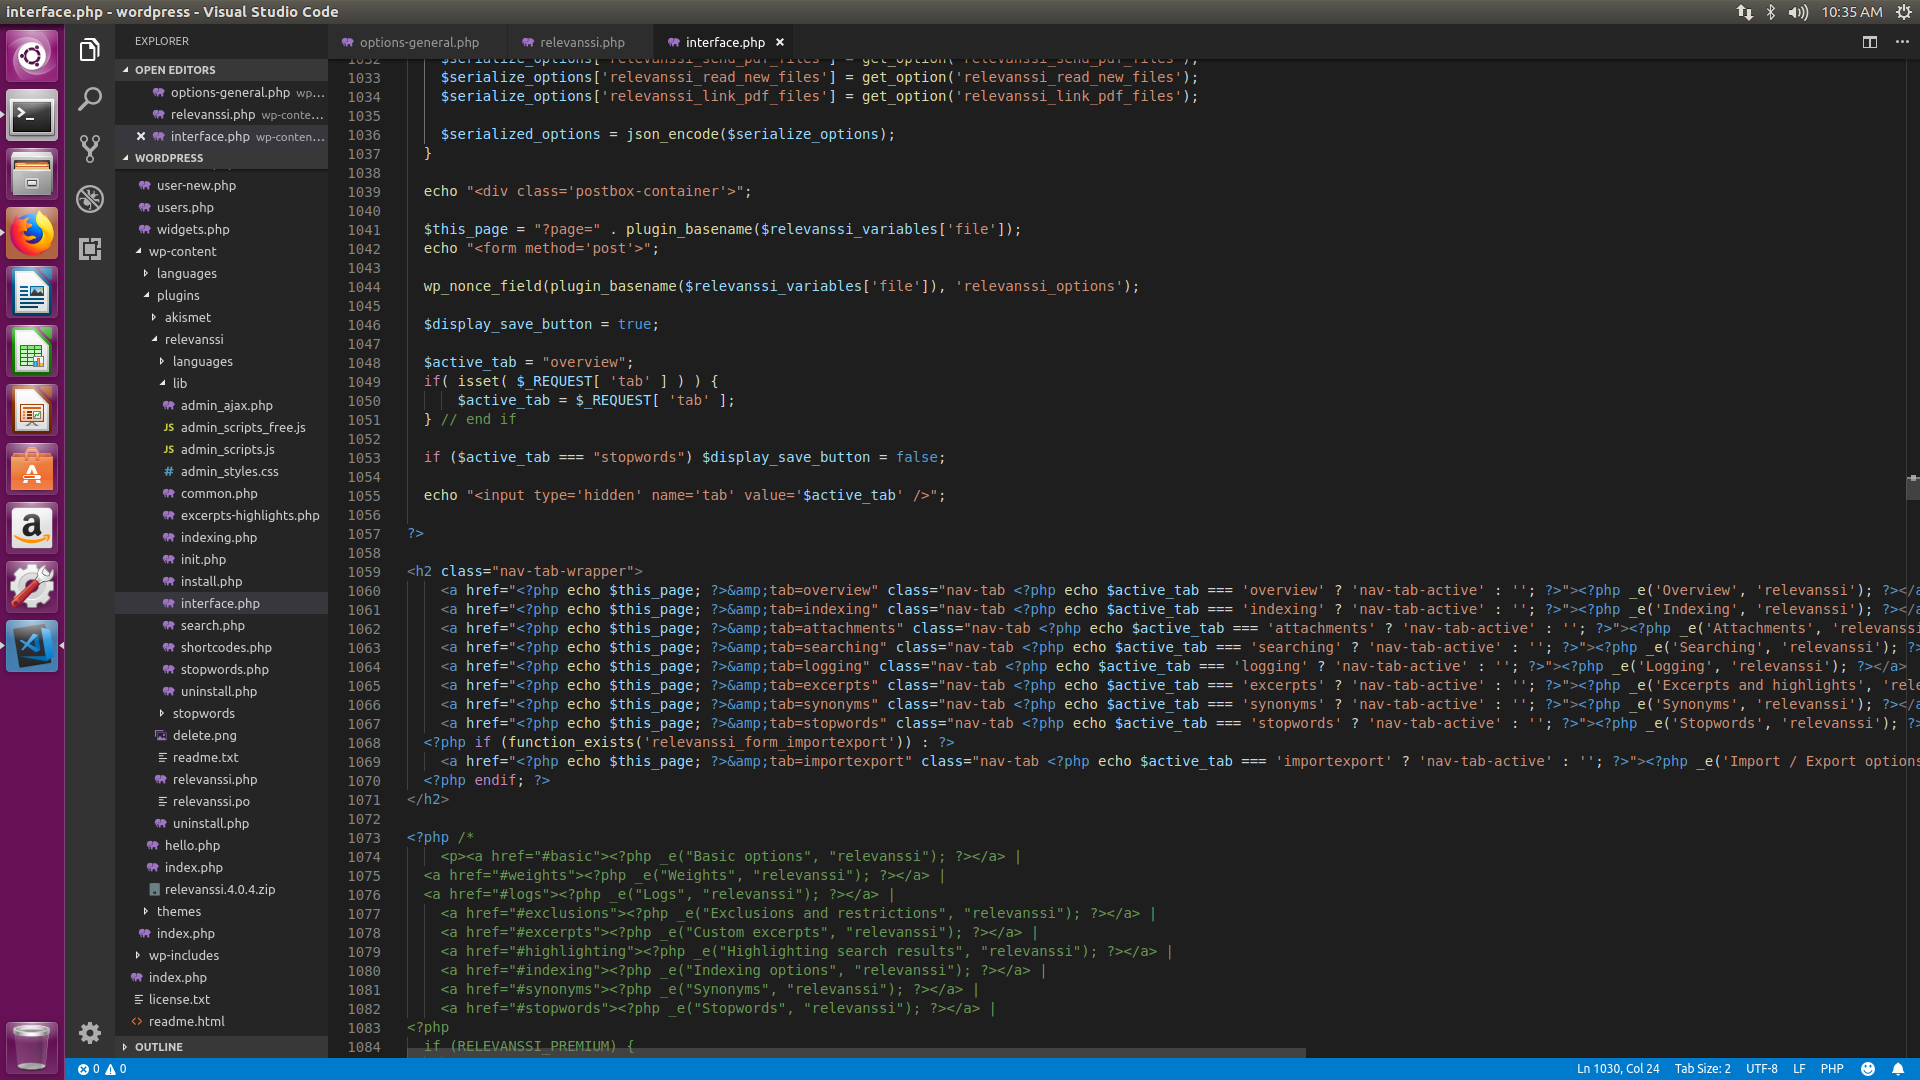 interface.php - wordpress - Visual Studio Code
10:35 AM
EXPLORER
OPEN EDITORS
options-general.php wp...
relevanssi.php wp-conte...
interface.php wp-conten...
WORDPRESS
user-new.php
users.php
widgets.php
wp-content
languages
plugins
akismet
relevanssi
languages
lib
admin_ajax.php
JS admin_scripts_free.js
JS admin_scripts.js
# admin_styles.css
common.php
excerpts-highlights.php
indexing.php
init.php
install.php
interface.php
search.php
shortcodes.php
stopwords.php
uninstall.php
stopwords
delete.png
readme.txt
relevanssi.php
relevanssi.po
uninstall.php
hello.php
index.php
relevanssi.4.0.4.zip
themes
index.php
wp-includes
index.php
license.txt
<> readme.html
OUTLINE
options-general.php
relevanssi.php
interface.php
1032 $serialize_options['relevanssi_send_pdf_files'] = get_option('relevanssi_send_pdf_files');
1033 $serialize_options['relevanssi_read_new_files'] = get_option('relevanssi_read_new_files');
1034 $serialize_options['relevanssi_link_pdf_files'] = get_option('relevanssi_link_pdf_files');
1035
1036 $serialized_options = json_encode($serialize_options);
1037 }
1038
1039 echo "<div class='postbox-container'>";
1040
1041 $this_page = "?page=" . plugin_basename($relevanssi_variables['file']);
1042 echo "<form method='post'>";
1043
1044 wp_nonce_field(plugin_basename($relevanssi_variables['file']), 'relevanssi_options');
1045
1046 $display_save_button = true;
1047
1048 $active_tab = "overview";
1049 if( isset( $_REQUEST[ 'tab' ] ) ) {
1050 $active_tab = $_REQUEST[ 'tab' ];
1051 } // end if
1052
1053 if ($active_tab === "stopwords") $display_save_button = false;
1054
1055 echo "<input type='hidden' name='tab' value='$active_tab' />";
1056
1057 ?>
1058
1059 <h2 class="nav-tab-wrapper">
1060 <a href="<?php echo $this_page; ?>&amp;tab=overview" class="nav-tab <?php echo $active_tab === 'overview' ? 'nav-tab-active' : ''; ?>"><?php _e('Overview', 'relevanssi'); ?></a
1061 <a href="<?php echo $this_page; ?>&amp;tab=indexing" class="nav-tab <?php echo $active_tab === 'indexing' ? 'nav-tab-active' : ''; ?>"><?php _e('Indexing', 'relevanssi'); ?></a
1062 <a href="<?php echo $this_page; ?>&amp;tab=attachments" class="nav-tab <?php echo $active_tab === 'attachments' ? 'nav-tab-active' : ''; ?>"><?php _e('Attachments', 'relevanssi
1063 <a href="<?php echo $this_page; ?>&amp;tab=searching" class="nav-tab <?php echo $active_tab === 'searching' ? 'nav-tab-active' : ''; ?>"><?php _e('Searching', 'relevanssi'); ?>
1064 <a href="<?php echo $this_page; ?>&amp;tab=logging" class="nav-tab <?php echo $active_tab === 'logging' ? 'nav-tab-active' : ''; ?>"><?php _e('Logging', 'relevanssi'); ?></a>
1065 <a href="<?php echo $this_page; ?>&amp;tab=excerpts" class="nav-tab <?php echo $active_tab === 'excerpts' ? 'nav-tab-active' : ''; ?>"><?php _e('Excerpts and highlights', 'rele
1066 <a href="<?php echo $this_page; ?>&amp;tab=synonyms" class="nav-tab <?php echo $active_tab === 'synonyms' ? 'nav-tab-active' : ''; ?>"><?php _e('Synonyms', 'relevanssi'); ?></a
1067 <a href="<?php echo $this_page; ?>&amp;tab=stopwords" class="nav-tab <?php echo $active_tab === 'stopwords' ? 'nav-tab-active' : ''; ?>"><?php _e('Stopwords', 'relevanssi'); ?>
1068 <?php if (function_exists('relevanssi_form_importexport')) : ?>
1069 <a href="<?php echo $this_page; ?>&amp;tab=importexport" class="nav-tab <?php echo $active_tab === 'importexport' ? 'nav-tab-active' : ''; ?>"><?php _e('Import / Export options
1070 <?php endif; ?>
1071 </h2>
1072
1073 <?php /*
1074 <p><a href="#basic"><?php _e("Basic options", "relevanssi"); ?></a> |
1075 <a href="#weights"><?php _e("Weights", "relevanssi"); ?></a> |
1076 <a href="#logs"><?php _e("Logs", "relevanssi"); ?></a> |
1077 <a href="#exclusions"><?php _e("Exclusions and restrictions", "relevanssi"); ?></a> |
1078 <a href="#excerpts"><?php _e("Custom excerpts", "relevanssi"); ?></a> |
1079 <a href="#highlighting"><?php _e("Highlighting search results", "relevanssi"); ?></a> |
1080 <a href="#indexing"><?php _e("Indexing options", "relevanssi"); ?></a> |
1081 <a href="#synonyms"><?php _e("Synonyms", "relevanssi"); ?></a> |
1082 <a href="#stopwords"><?php _e("Stopwords", "relevanssi"); ?></a> |
1083 <?php
1084 if (RELEVANSSI_PREMIUM) {
0 0
Ln 1030, Col 24 Tab Size: 2 UTF-8 LF PHP